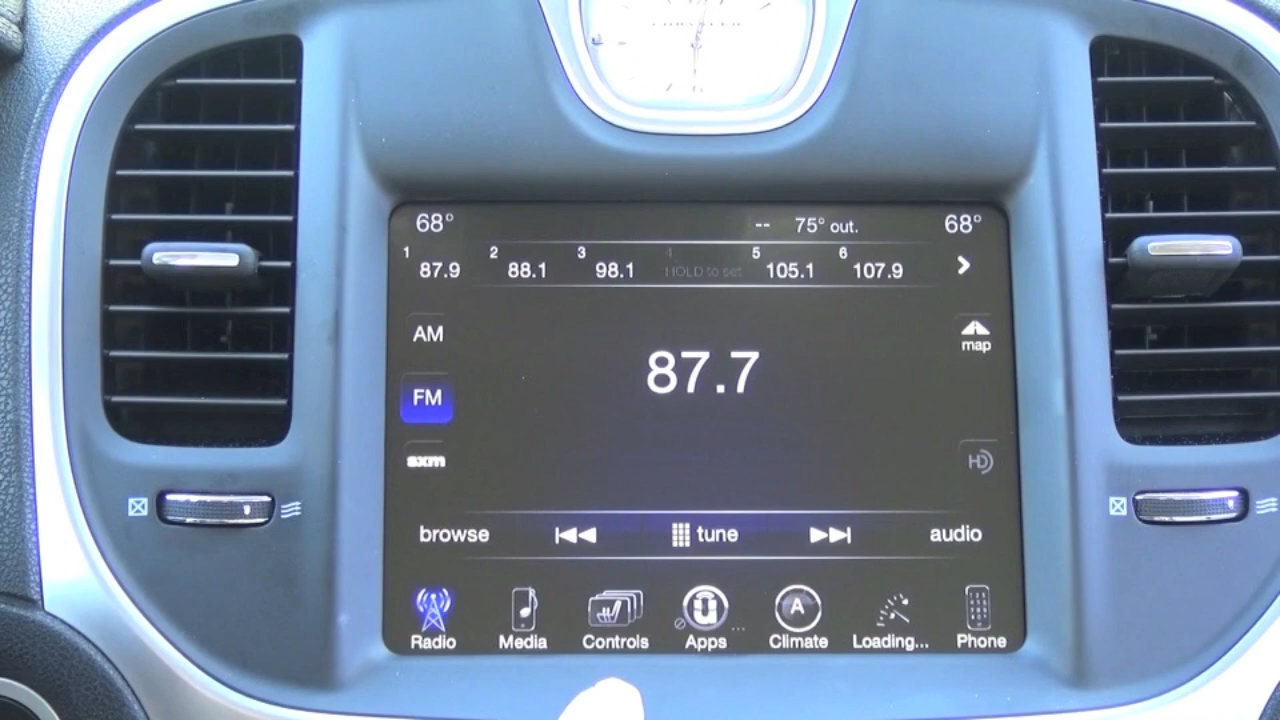 CHRYSLER
68° -- 75° out. 68°
1 87.9 2 88.1 3 98.1 4 HOLD to set 5 105.1 6 107.9
AM
map
87.7
FM
sxm
HD
browse tune audio
A
Radio Media Controls Apps ... Climate Loading... Phone